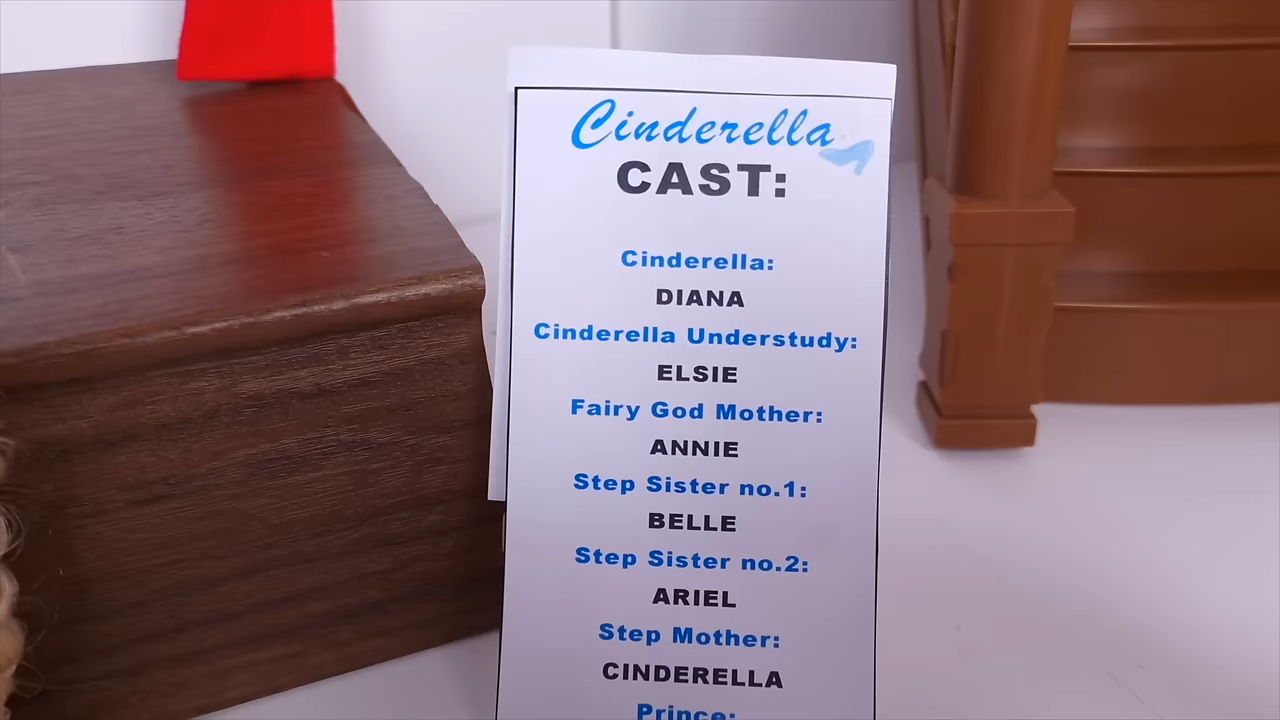 Cinderella
CAST:
Cinderella:
DIANA
Cinderella Understudy:
ELSIE
Fairy God Mother:
ANNIE
Step Sister no.1:
BELLE
Step Sister no.2:
ARIEL
Step Mother:
CINDERELLA
Prince: